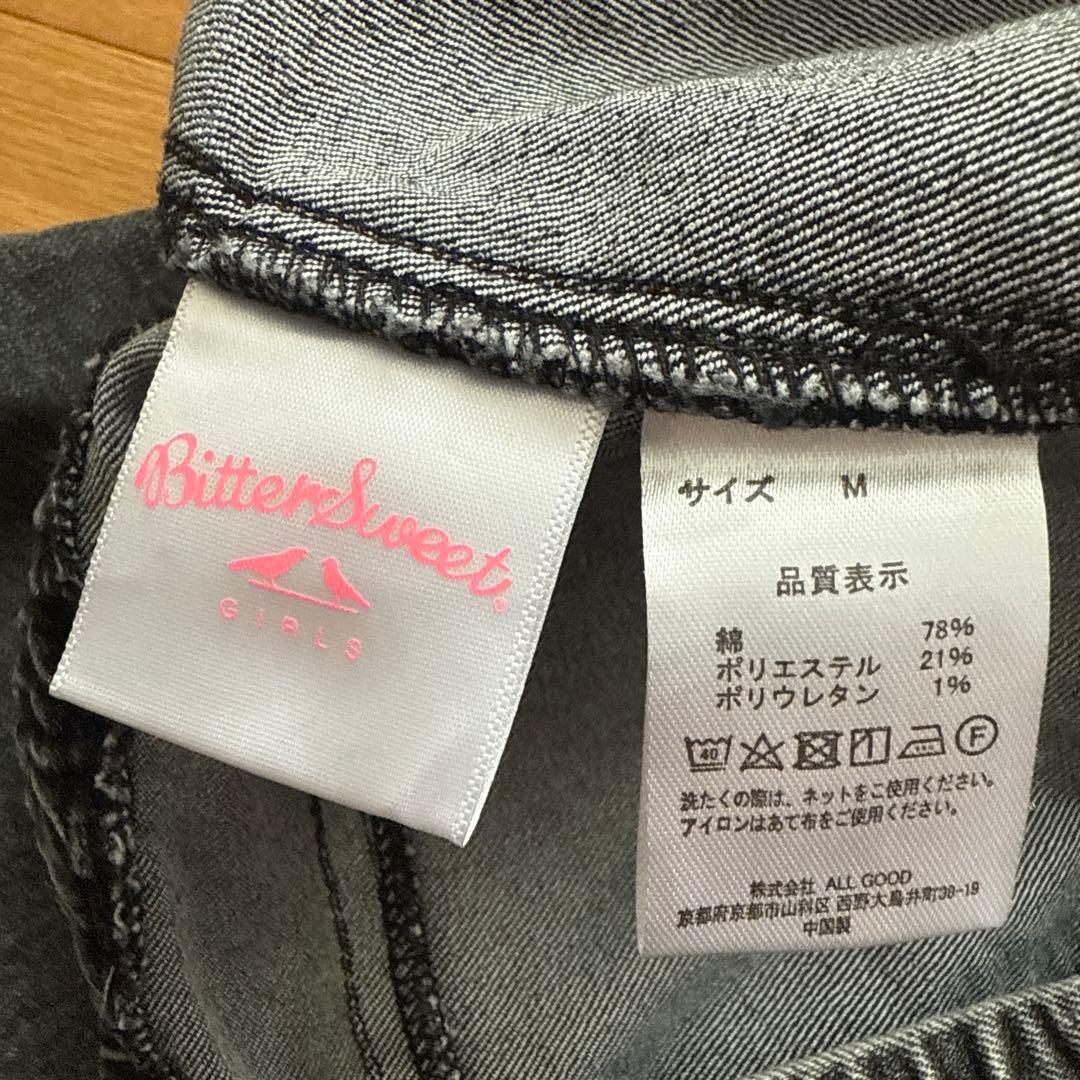 BitterSweet®
GIRLS
サイズ M
品質表示
綿 78%
ポリエステル 21%
ポリウレタン 1%
40
F
洗たくの際は、ネットをご使用ください。
アイロンはあて布をご使用ください。
株式会社 ALL GOOD
京都府京都市山科区 西野大鳥井町38-19
中国製